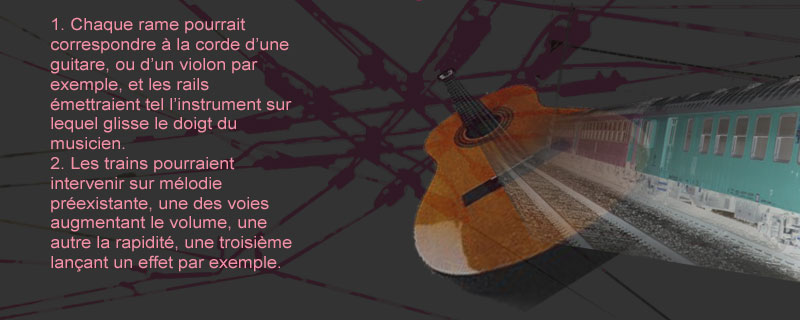 1. Chaque rame pourrait
correspondre à la corde d'une
guitare, ou d'un violon par
exemple, et les rails
émettraient tel l'instrument sur
lequel glisse le doigt du
musicien.
2. Les trains pourraient
intervenir sur mélodie
préexistante, une des voies
augmentant le volume, une
autre la rapidité, une troisième
lançant un effet par exemple.